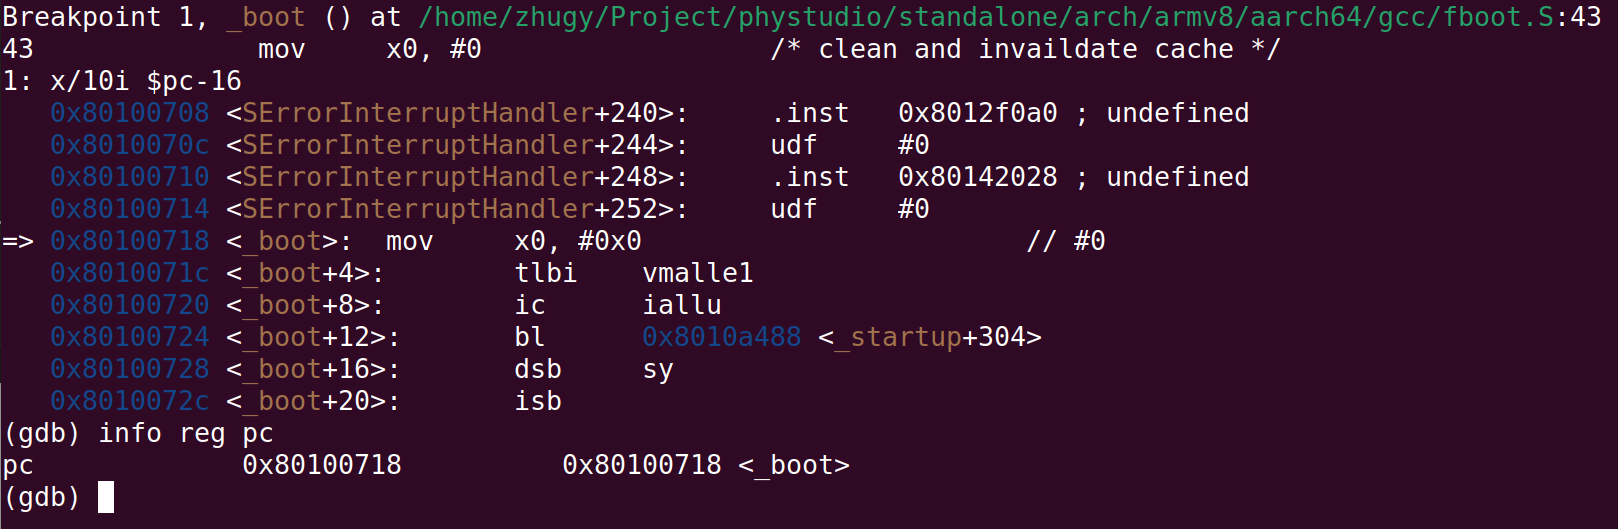 Breakpoint 1, _boot () at /home/zhugy/Project/phystudio/standalone/arch/armv8/aarch64/gcc/fboot.S:43
43              mov     x0, #0                  /* clean and invaildate cache */
1: x/10i $pc-16
   0x80100708 <SErrorInterruptHandler+240>:     .inst   0x8012f0a0 ; undefined
   0x8010070c <SErrorInterruptHandler+244>:     udf     #0
   0x80100710 <SErrorInterruptHandler+248>:     .inst   0x80142028 ; undefined
   0x80100714 <SErrorInterruptHandler+252>:     udf     #0
=> 0x80100718 <_boot>:  mov     x0, #0x0                        // #0
   0x8010071c <_boot+4>:        tlbi    vmalle1
   0x80100720 <_boot+8>:        ic      iallu
   0x80100724 <_boot+12>:       bl      0x8010a488 <_startup+304>
   0x80100728 <_boot+16>:       dsb     sy
   0x8010072c <_boot+20>:       isb
(gdb) info reg pc
pc             0x80100718          0x80100718 <_boot>
(gdb)